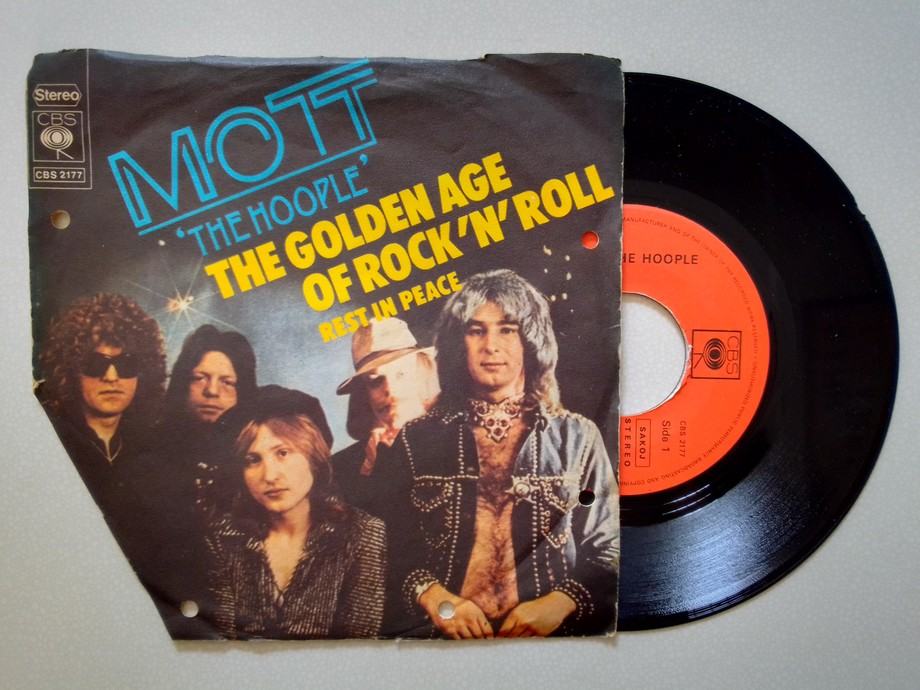 Stereo
CBS
CBS 2177
MOTT
'THE HOOPLE'
THE GOLDEN AGE
OF ROCK 'N' ROLL
REST IN PEACE
HE HOOPLE
CBS
CBS 2177
Side 1
SAKOJ
STEREO